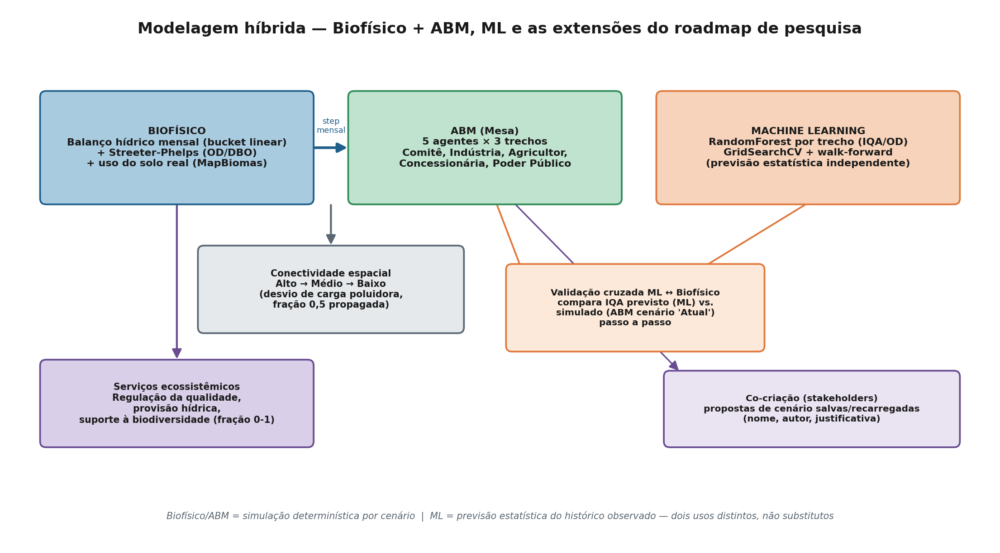 Modelagem híbrida — Biofísico + ABM, ML e as extensões do roadmap de pesquisa
BIOFÍSICO
Balanço hídrico mensal (bucket linear)
+ Streeter-Phelps (OD/DBO)
+ uso do solo real (MapBiomas)
step
mensal
ABM (Mesa)
5 agentes × 3 trechos
Comitê, Indústria, Agricultor,
Concessionária, Poder Público
MACHINE LEARNING
RandomForest por trecho (IQA/OD)
GridSearchCV + walk-forward
(previsão estatística independente)
Conectividade espacial
Alto → Médio → Baixo
(desvio de carga poluidora,
fração 0,5 propagada)
Validação cruzada ML ↔ Biofísico
compara IQA previsto (ML) vs.
simulado (ABM cenário 'Atual')
passo a passo
Serviços ecossistêmicos
Regulação da qualidade,
provisão hídrica,
suporte à biodiversidade (fração 0-1)
Co-criação (stakeholders)
propostas de cenário salvas/recarregadas
(nome, autor, justificativa)
Biofísico/ABM = simulação determinística por cenário | ML = previsão estatística do histórico observado — dois usos distintos, não substitutos